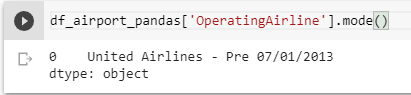 df_airport_pandas['OperatingAirline'].mode()
0    United Airlines - Pre 07/01/2013
dtype: object